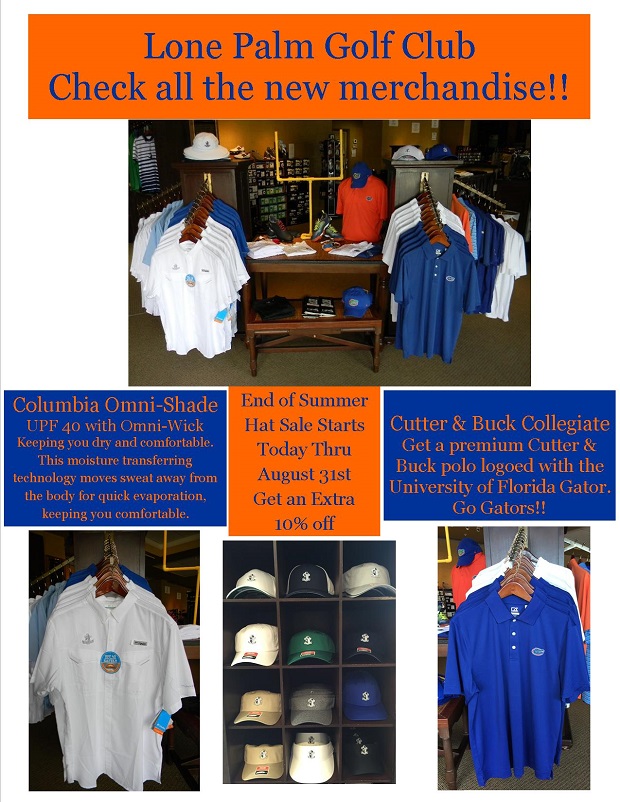 Lone Palm Golf Club
Check all the new merchandise!!
Columbia Omni-Shade
UPF 40 with Omni-Wick
Keeping you dry and comfortable.
This moisture transferring
technology moves sweat away from
the body for quick evaporation,
keeping you comfortable.
End of Summer
Hat Sale Starts
Today Thru
August 31st
Get an Extra
10% off
Cutter & Buck Collegiate
Get a premium Cutter &
Buck polo logoed with the
University of Florida Gator.
Go Gators!!